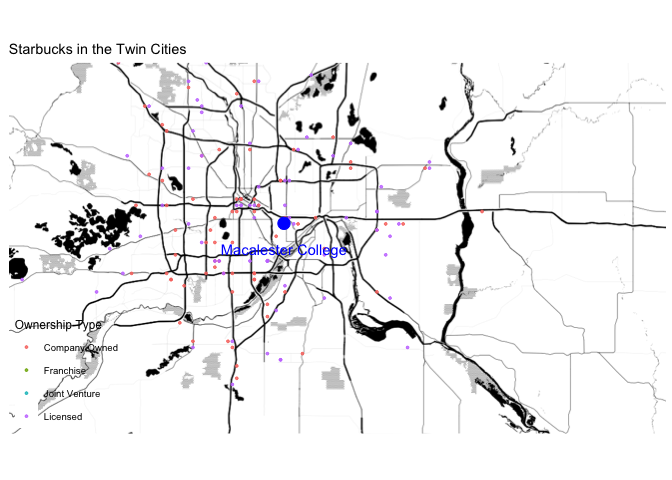 Starbucks in the Twin Cities
Macalester College
Ownership Type
Company Owned
Franchise
Joint Venture
Licensed